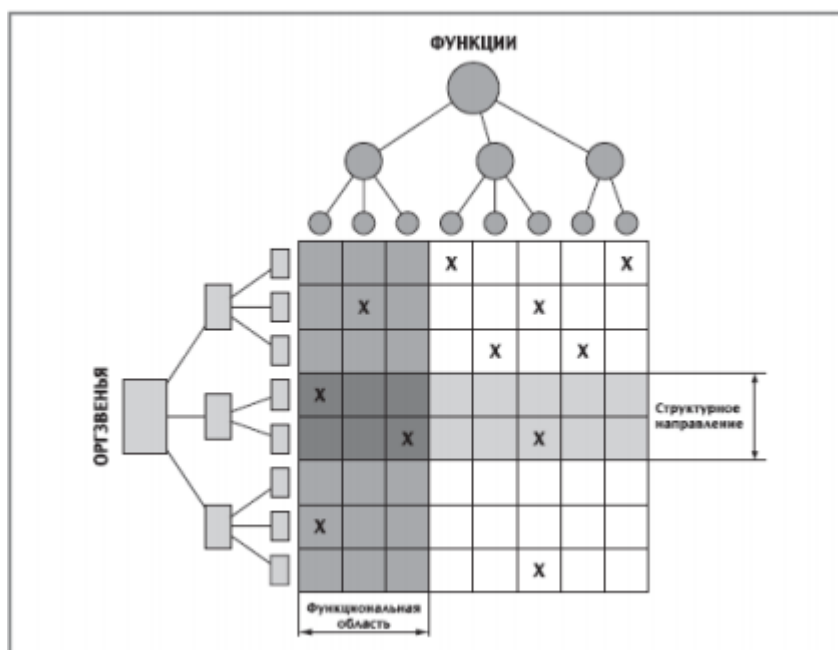 ФУНКЦИИ
X X
X X
X X
X
X X
X
X
ОРГЗВЕНЬЯ
Структурное
направление
Функциональная
область